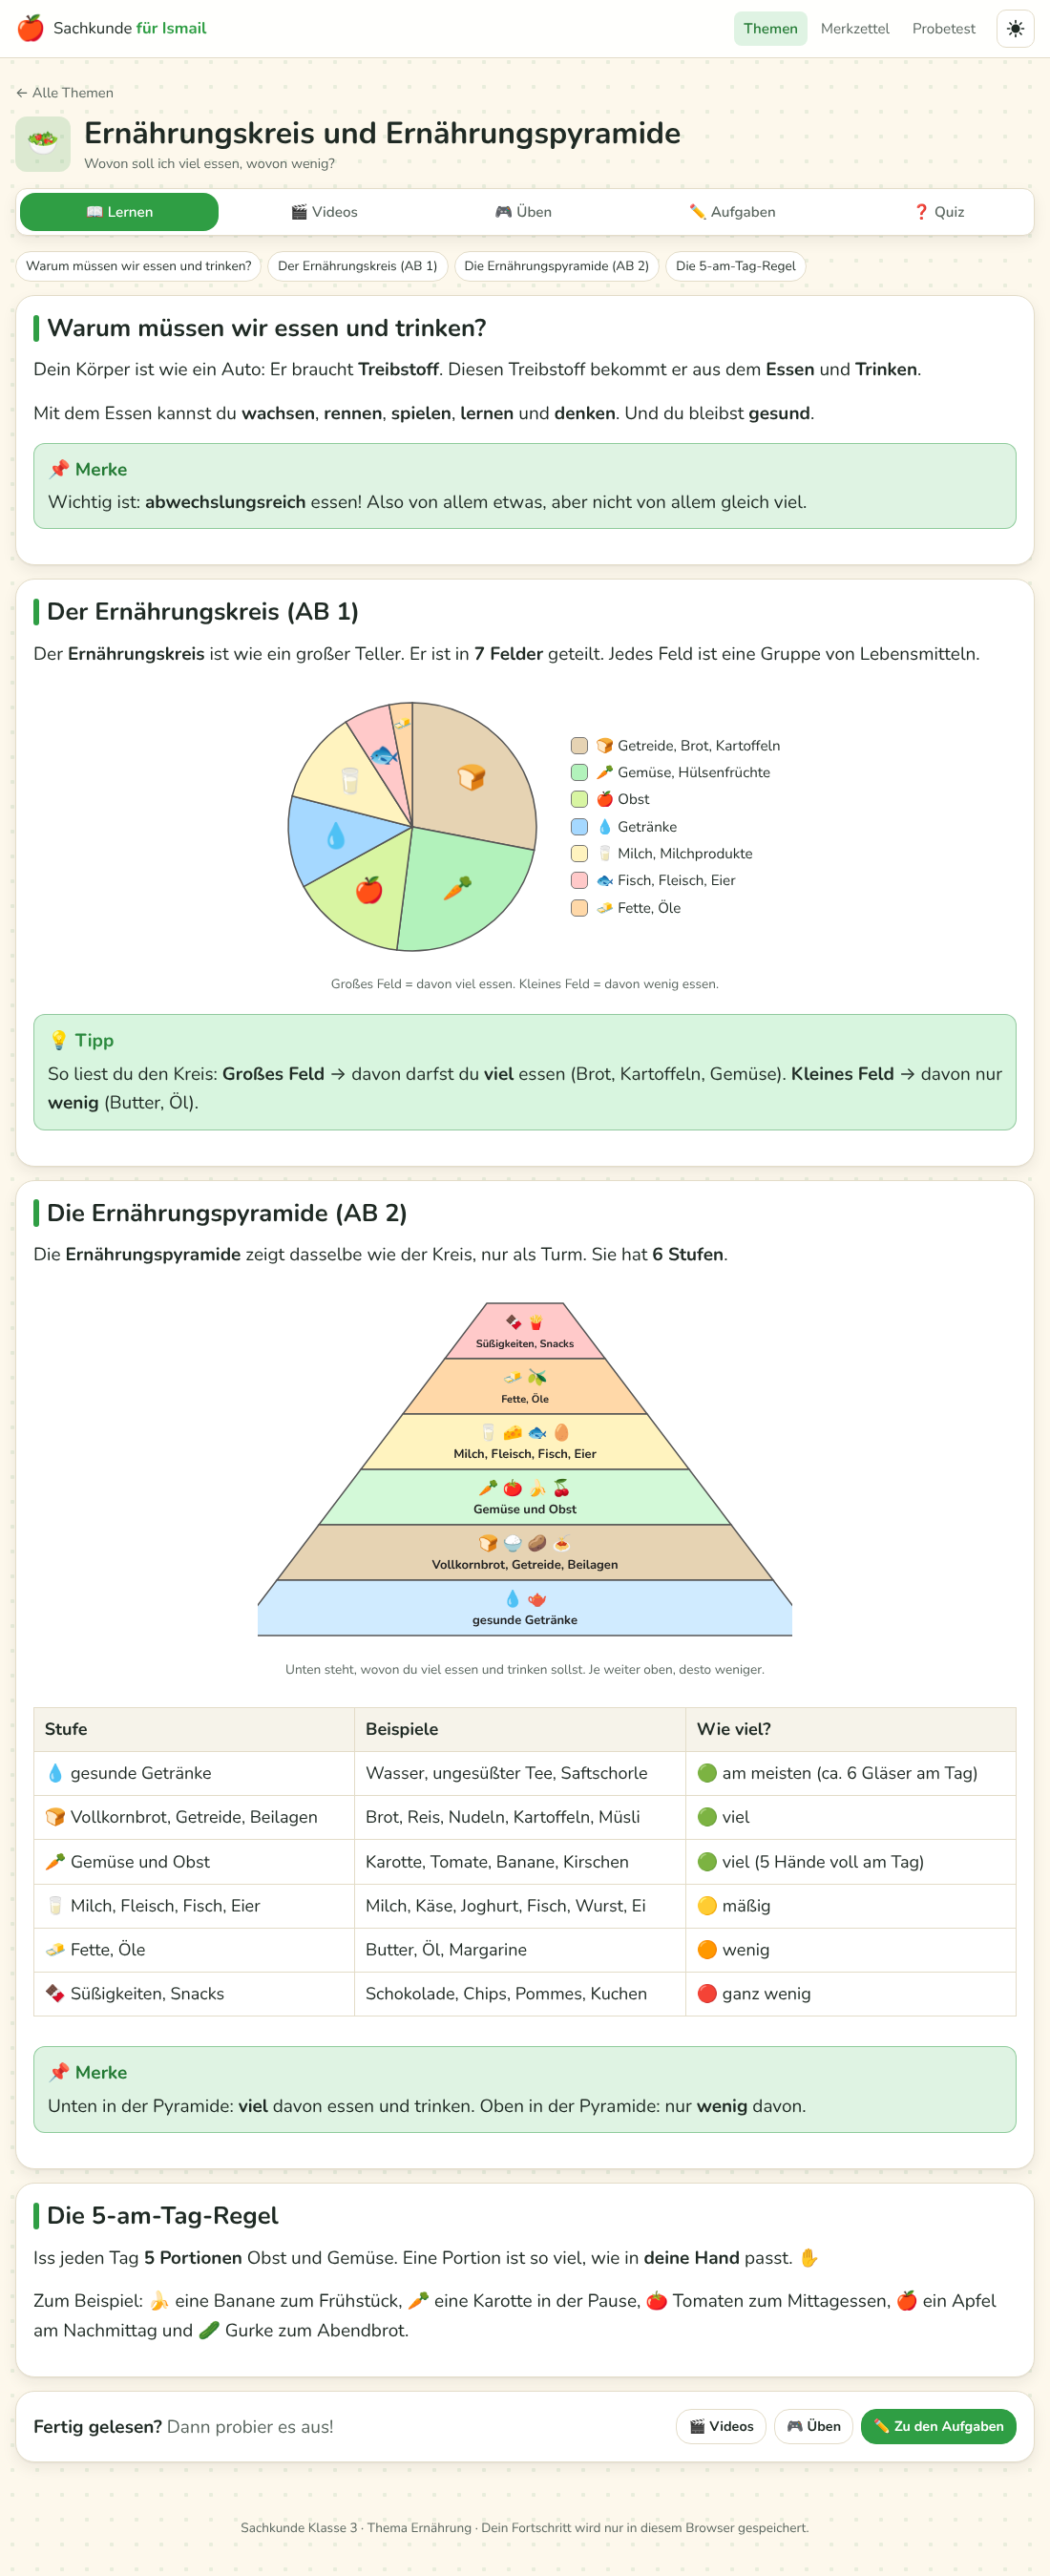 Sachkunde für Ismail
Themen
Merkzettel
Probetest
← Alle Themen
Ernährungskreis und Ernährungspyramide
Wovon soll ich viel essen, wovon wenig?
Lernen
Videos
Üben
Aufgaben
Quiz
Warum müssen wir essen und trinken?
Der Ernährungskreis (AB 1)
Die Ernährungspyramide (AB 2)
Die 5-am-Tag-Regel
Warum müssen wir essen und trinken?
Dein Körper ist wie ein Auto: Er braucht Treibstoff. Diesen Treibstoff bekommt er aus dem Essen und Trinken.
Mit dem Essen kannst du wachsen, rennen, spielen, lernen und denken. Und du bleibst gesund.
Merke
Wichtig ist: abwechslungsreich essen! Also von allem etwas, aber nicht von allem gleich viel.
Der Ernährungskreis (AB 1)
Der Ernährungskreis ist wie ein großer Teller. Er ist in 7 Felder geteilt. Jedes Feld ist eine Gruppe von Lebensmitteln.
Getreide, Brot, Kartoffeln
Gemüse, Hülsenfrüchte
Obst
Getränke
Milch, Milchprodukte
Fisch, Fleisch, Eier
Fette, Öle
Großes Feld = davon viel essen. Kleines Feld = davon wenig essen.
Tipp
So liest du den Kreis: Großes Feld → davon darfst du viel essen (Brot, Kartoffeln, Gemüse). Kleines Feld → davon nur
wenig (Butter, Öl).
Die Ernährungspyramide (AB 2)
Die Ernährungspyramide zeigt dasselbe wie der Kreis, nur als Turm. Sie hat 6 Stufen.
Süßigkeiten, Snacks
Fette, Öle
Milch, Fleisch, Fisch, Eier
Gemüse und Obst
Vollkornbrot, Getreide, Beilagen
gesunde Getränke
Unten steht, wovon du viel essen und trinken sollst. Je weiter oben, desto weniger.
Stufe
Beispiele
Wie viel?
gesunde Getränke
Wasser, ungesüßter Tee, Saftschorle
am meisten (ca. 6 Gläser am Tag)
Vollkornbrot, Getreide, Beilagen
Brot, Reis, Nudeln, Kartoffeln, Müsli
viel
Gemüse und Obst
Karotte, Tomate, Banane, Kirschen
viel (5 Hände voll am Tag)
Milch, Fleisch, Fisch, Eier
Milch, Käse, Joghurt, Fisch, Wurst, Ei
mäßig
Fette, Öle
Butter, Öl, Margarine
wenig
Süßigkeiten, Snacks
Schokolade, Chips, Pommes, Kuchen
ganz wenig
Merke
Unten in der Pyramide: viel davon essen und trinken. Oben in der Pyramide: nur wenig davon.
Die 5-am-Tag-Regel
Iss jeden Tag 5 Portionen Obst und Gemüse. Eine Portion ist so viel, wie in deine Hand passt.
Zum Beispiel: eine Banane zum Frühstück, eine Karotte in der Pause, Tomaten zum Mittagessen, ein Apfel
am Nachmittag und Gurke zum Abendbrot.
Fertig gelesen? Dann probier es aus!
Videos
Üben
Zu den Aufgaben
Sachkunde Klasse 3 · Thema Ernährung · Dein Fortschritt wird nur in diesem Browser gespeichert.